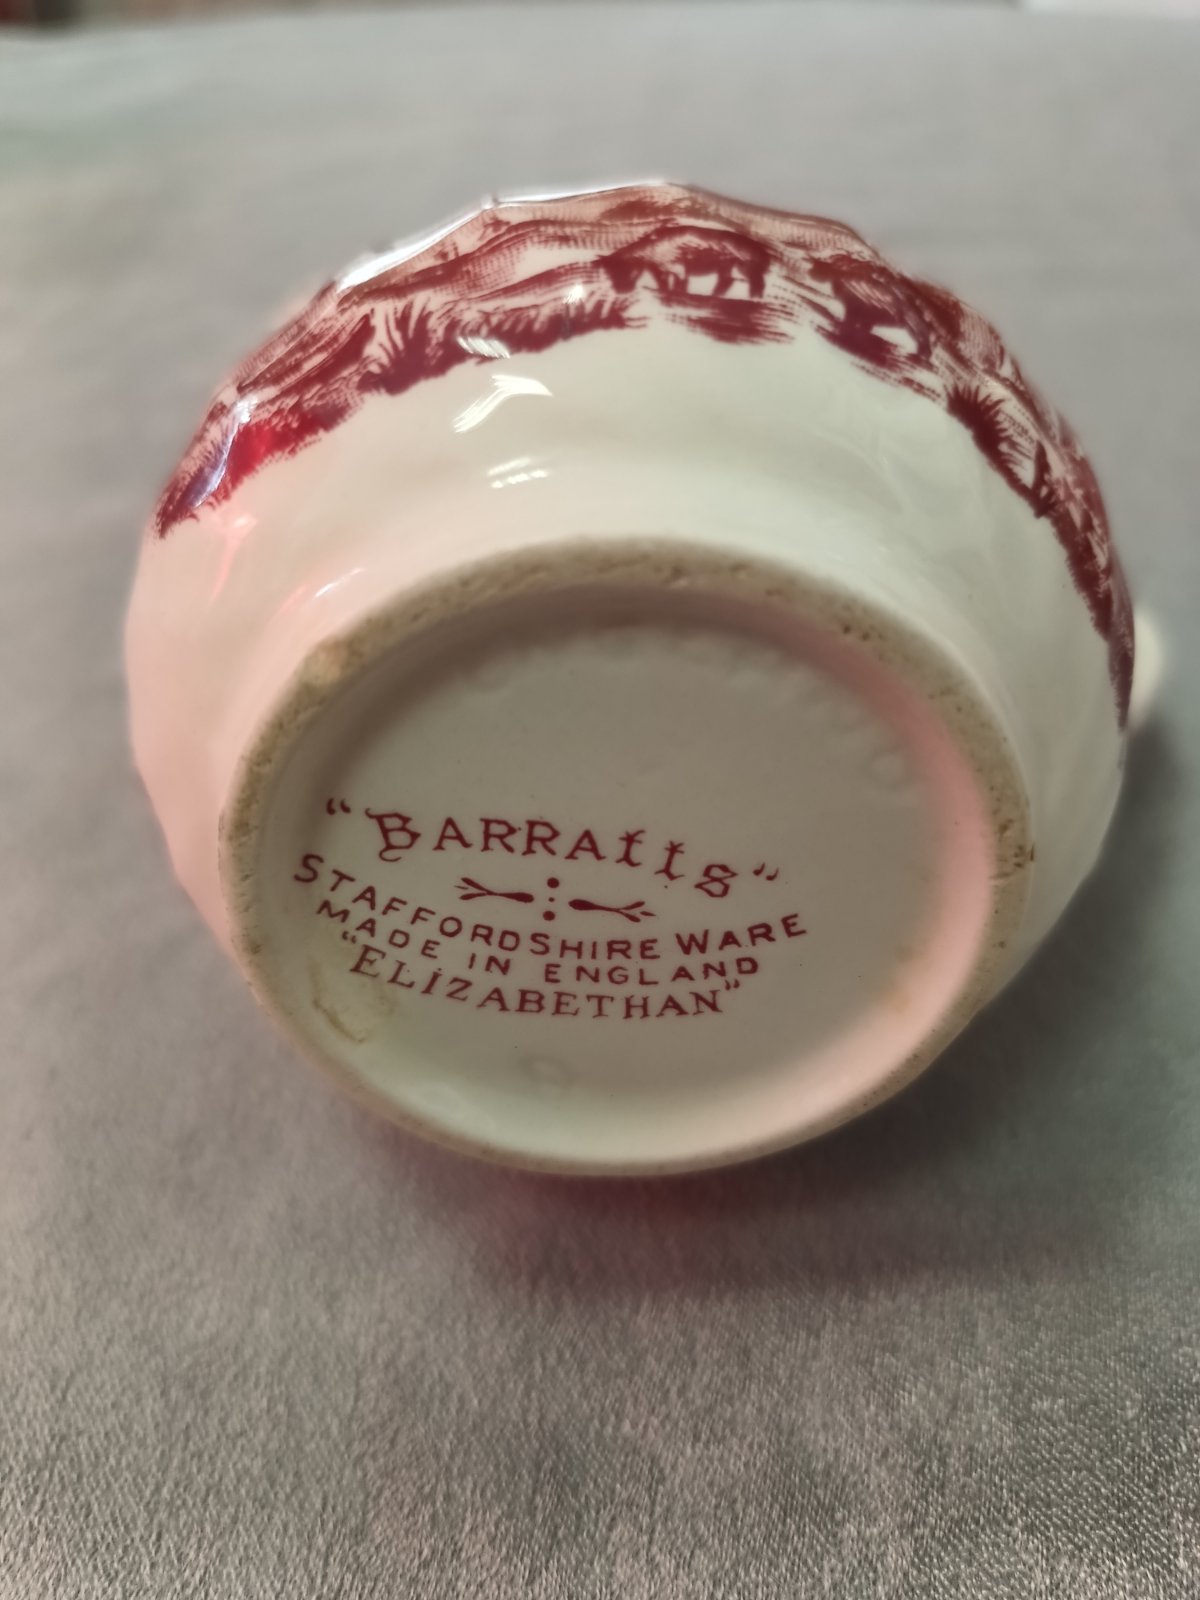 "BARRATTS"
STAFFORDSHIRE WARE
MADE IN ENGLAND
"ELIZABETHAN"